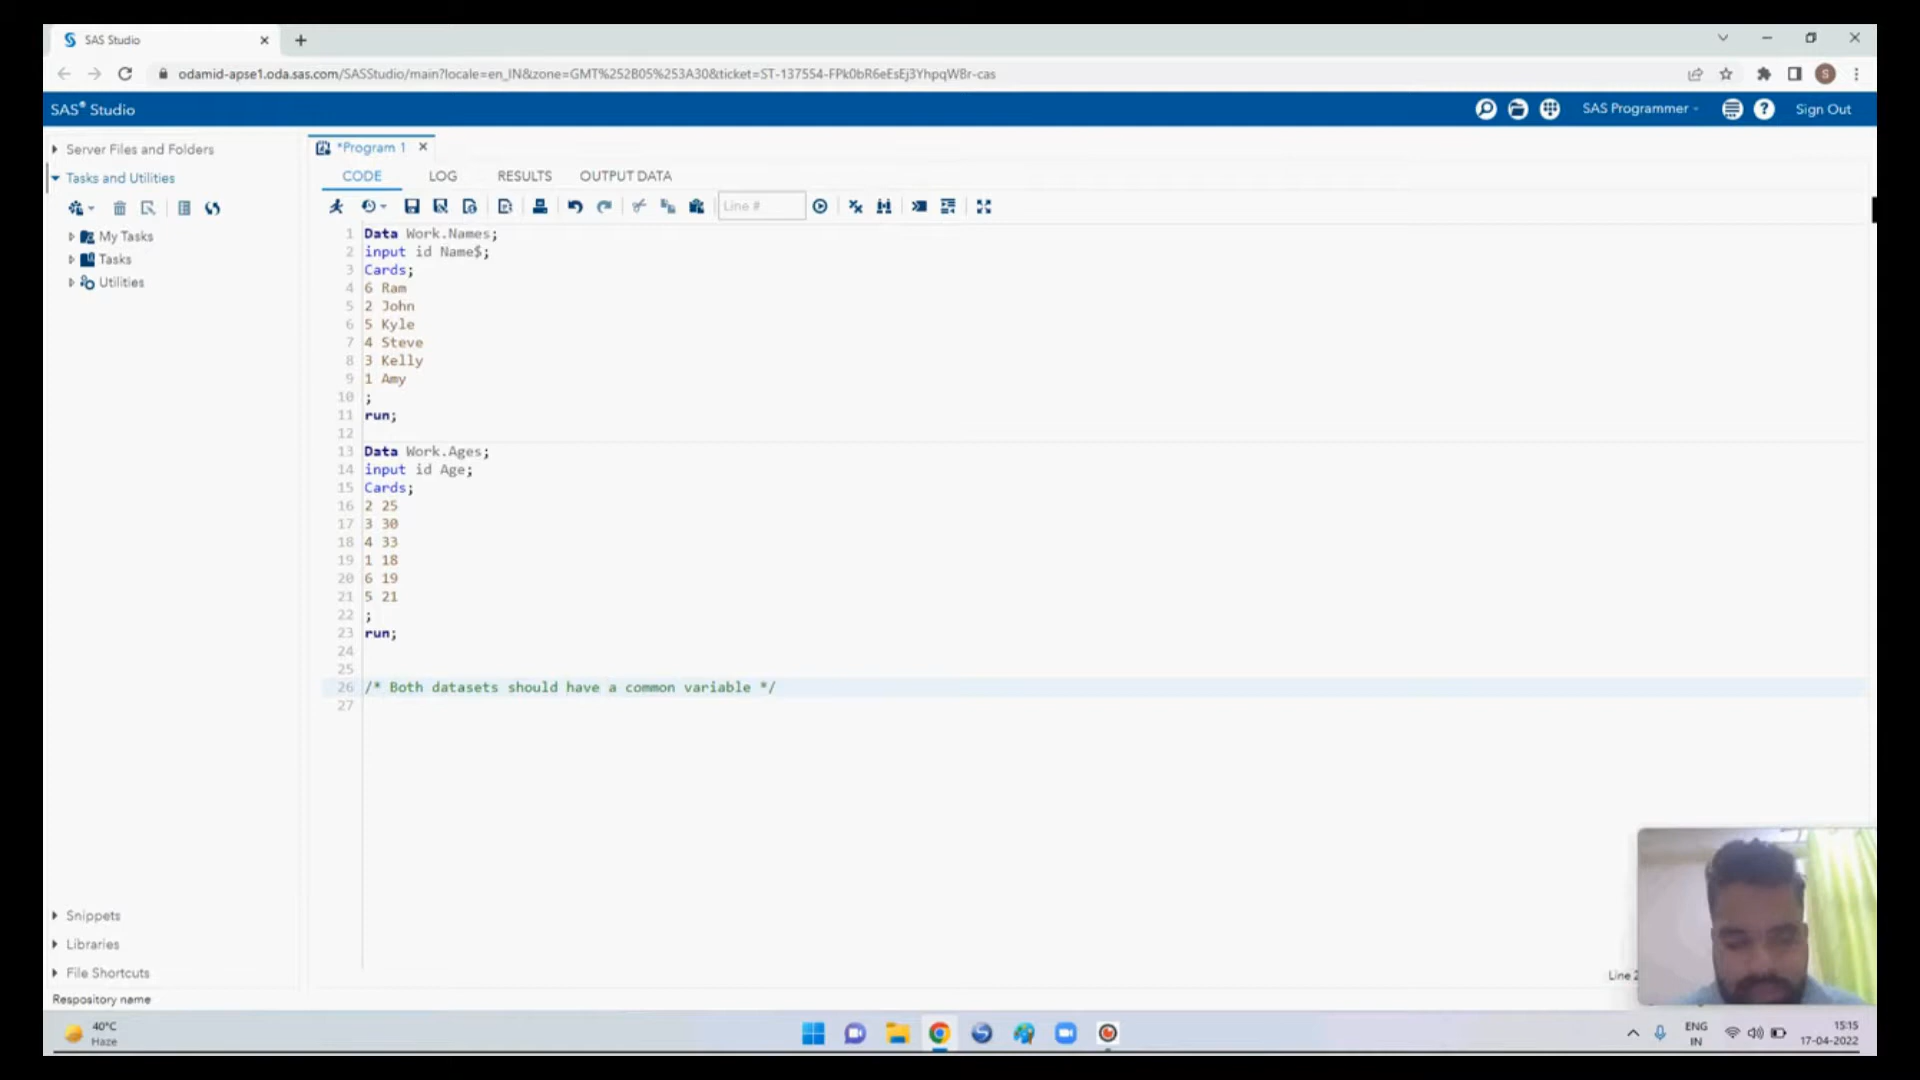 SAS Studio
odamid-apse1.oda.sas.com/SASStudio/main?locale=en_IN&zone=GMT%252B05%253A30&ticket=ST-137554-FPk0bR6eEsEj3YhpqWBr-cas
SAS® Studio
SAS Programmer
Sign Out
Server Files and Folders
Tasks and Utilities
My Tasks
Tasks
Utilities
Snippets
Libraries
File Shortcuts
Respository name
*Program 1
CODE LOG RESULTS OUTPUT DATA
Line #
1 Data Work.Names;
2 input id Name$;
3 Cards;
4 6 Ram
5 2 John
6 5 Kyle
7 4 Steve
8 3 Kelly
9 1 Amy
10 ;
11 run;
12
13 Data Work.Ages;
14 input id Age;
15 Cards;
16 2 25
17 3 30
18 4 33
19 1 18
20 6 19
21 5 21
22 ;
23 run;
24
25
26 /* Both datasets should have a common variable */
27
Line 2
40°C
Haze
ENG
IN
15:15
17-04-2022